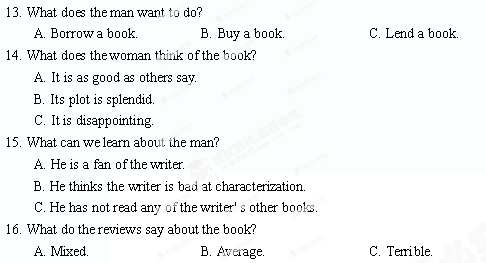 13. What does the man want to do?
A. Borrow a book. B. Buy a book. C. Lend a book.
14. What does the woman think of the book?
A. It is as good as others say.
B. Its plot is splendid.
C. It is disappointing.
15. What can we learn about the man?
A. He is a fan of the writer.
B. He thinks the writer is bad at characterization.
C. He has not read any of the writer' s other books.
16. What do the reviews say about the book?
A. Mixed. B. Average. C. Terrible.